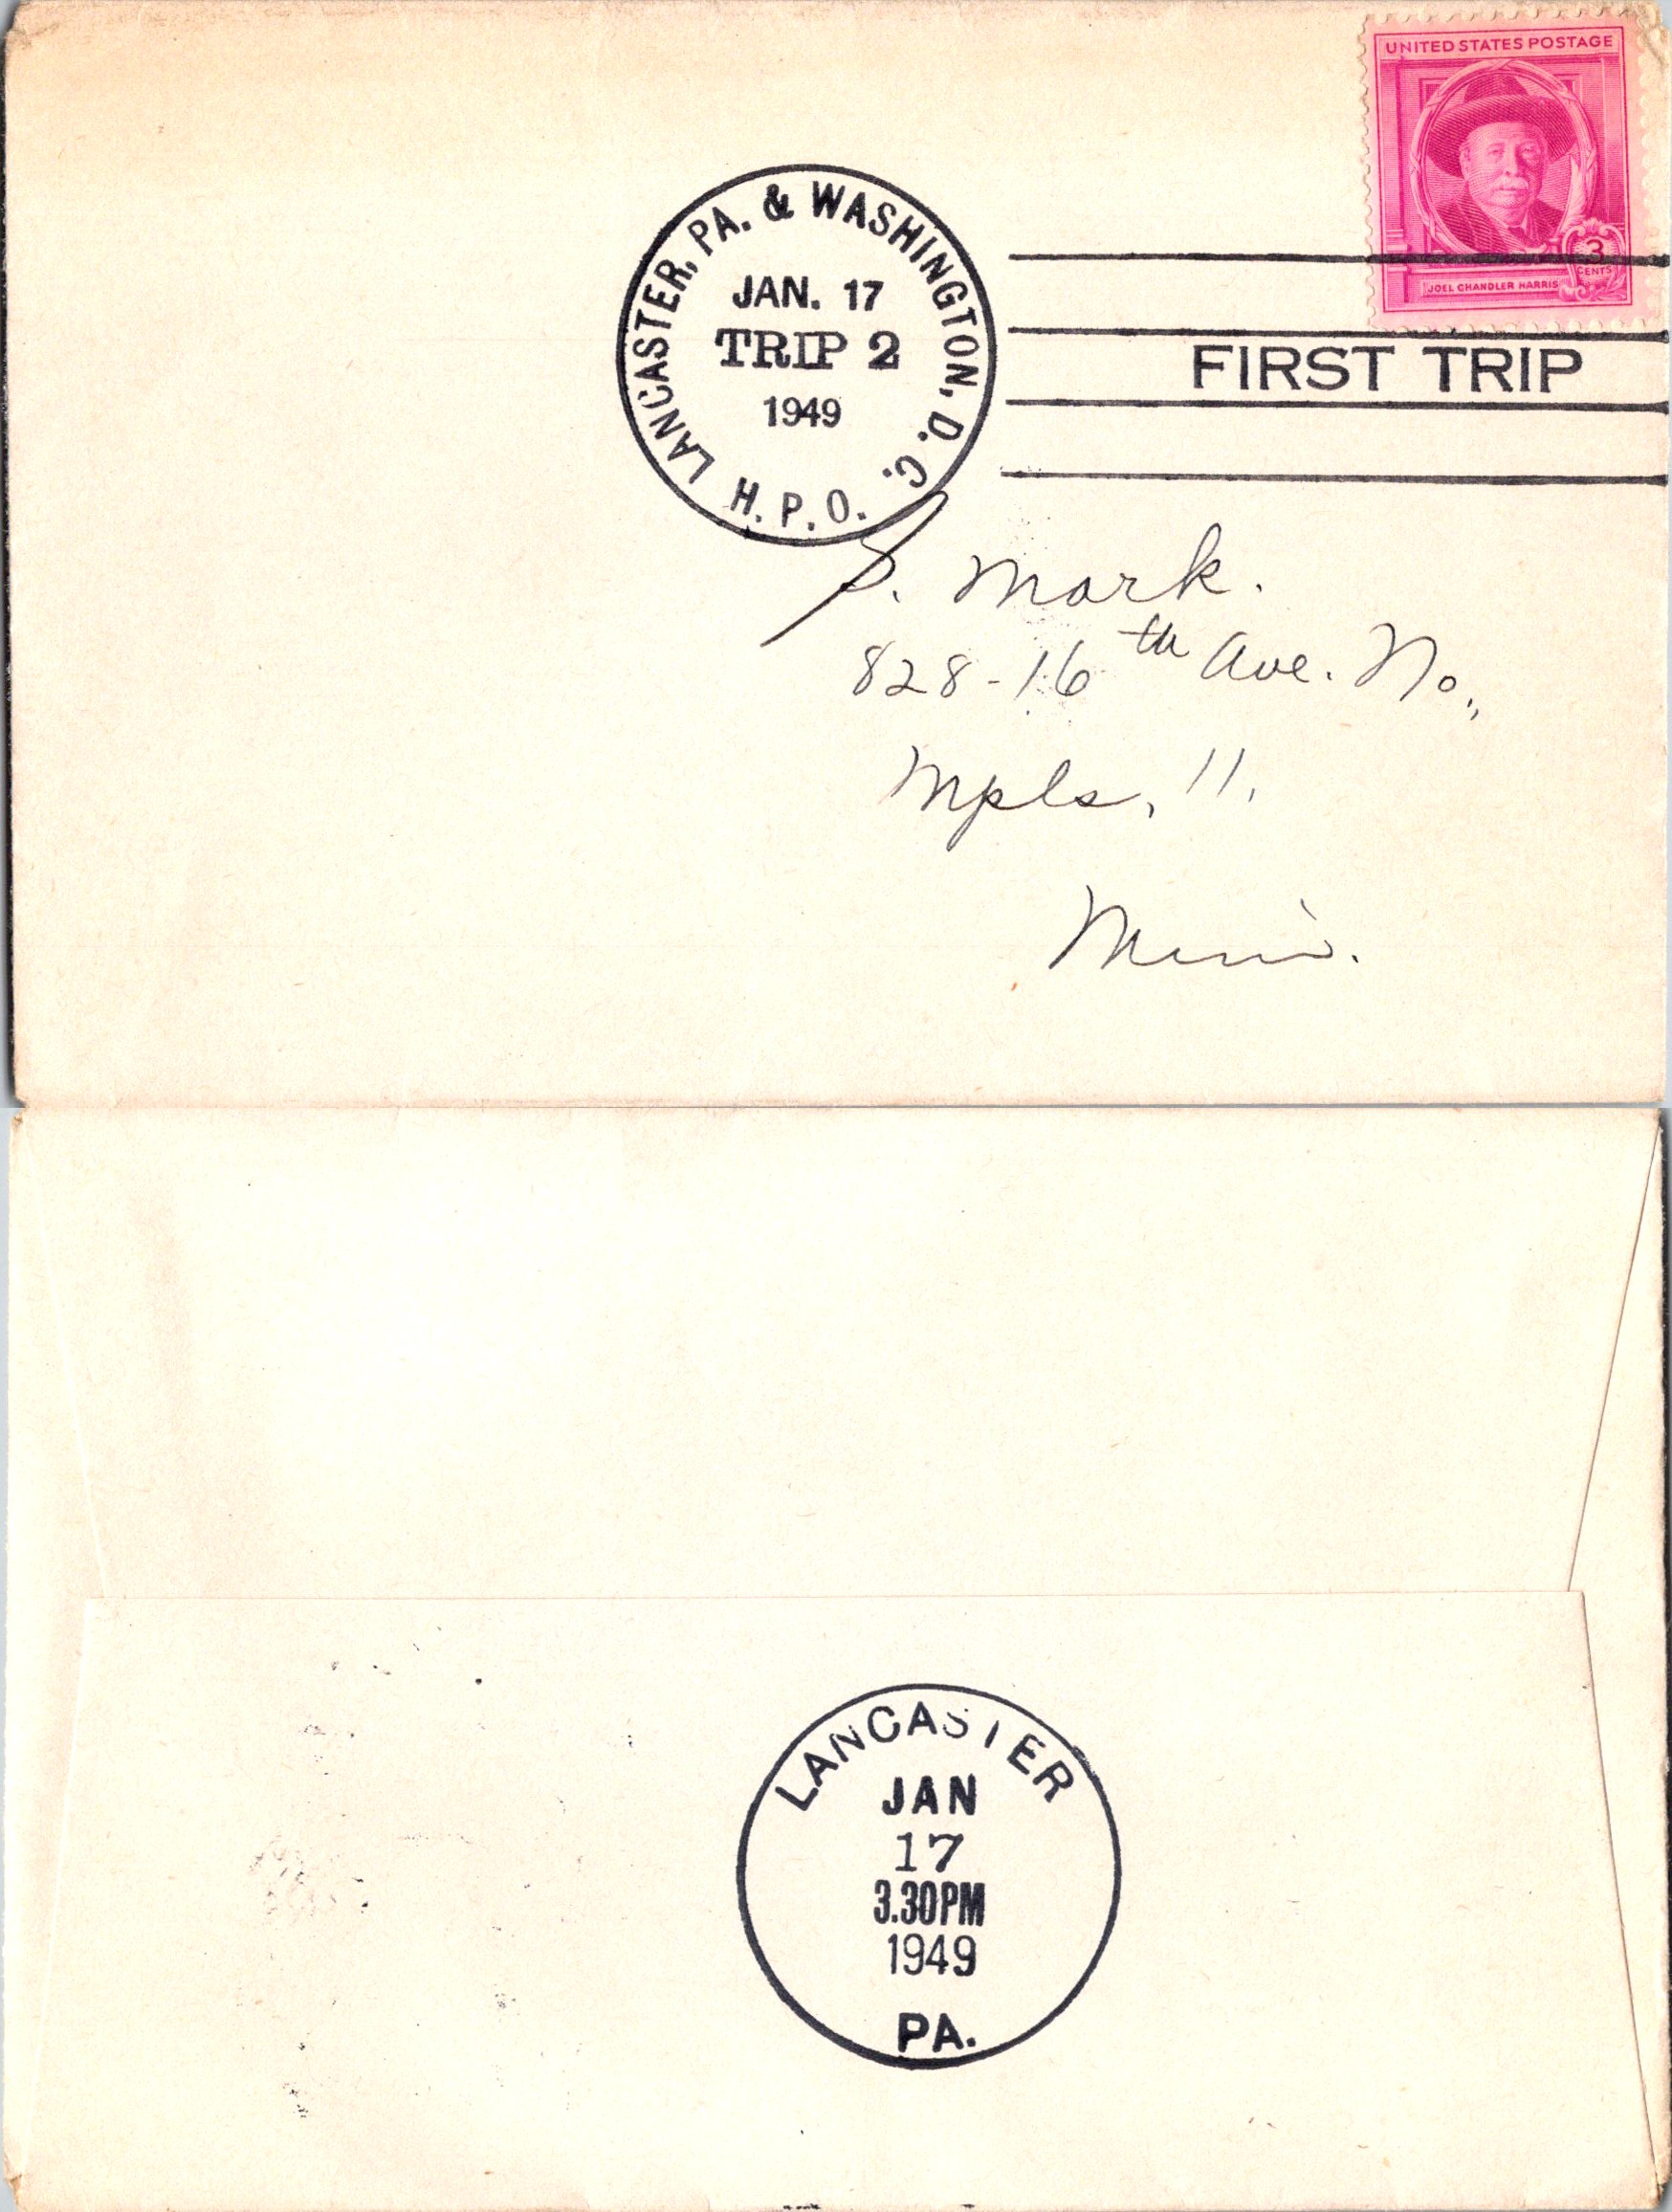 UNITED STATES POSTAGE
3
CENTS
JOEL CHANDLER HARRIS
LANCASTER, PA. & WASHINGTON, D. C.
JAN. 17
TRIP 2
1949
H. P. O.
FIRST TRIP
S. Mark.
828-16th Ave. No.,
Mpls, 11,
Minn.
LANCASTER
JAN
17
3.30PM
1949
PA.